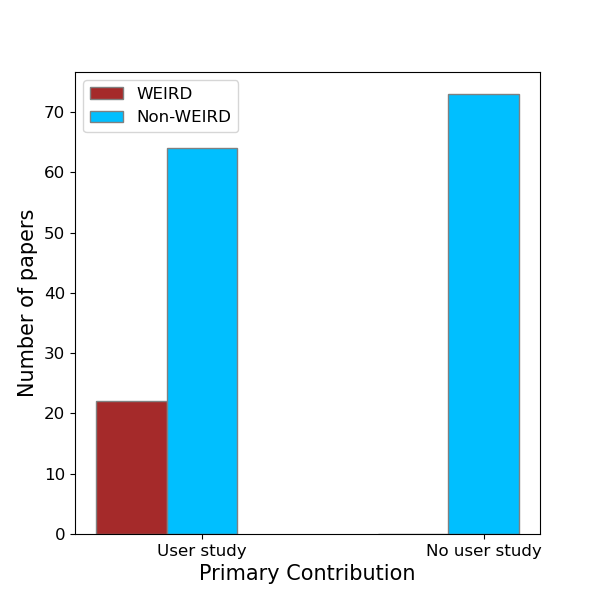 WEIRD
Non-WEIRD
Number of papers
70
60
50
40
30
20
10
0
User study
No user study
Primary Contribution